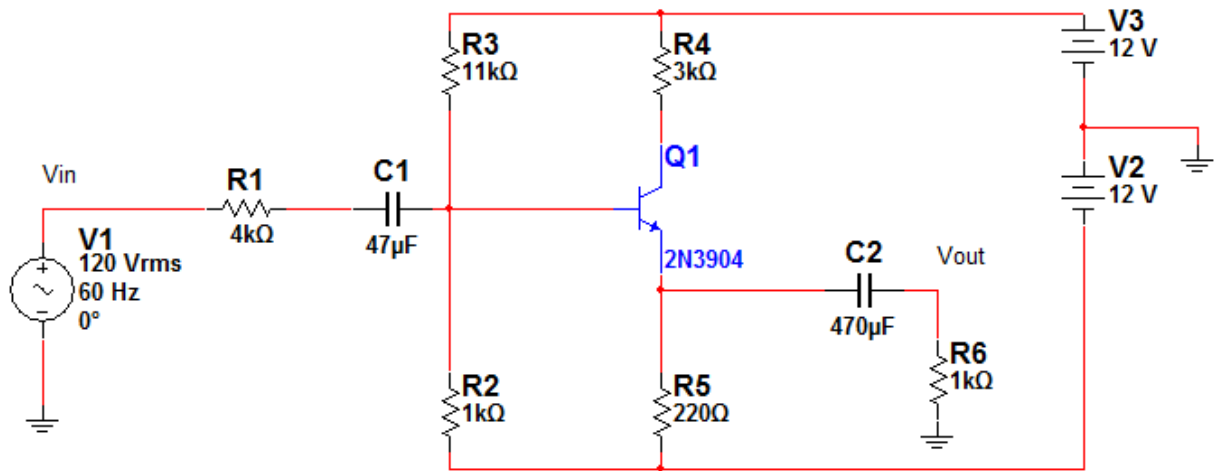 R3
11kΩ
R4
3kΩ
V3
12 V
Vin
R1
4kΩ
C1
47µF
Q1
2N3904
V2
12 V
V1
120 Vrms
60 Hz
0°
C2
470µF
Vout
R2
1kΩ
R5
220Ω
R6
1kΩ